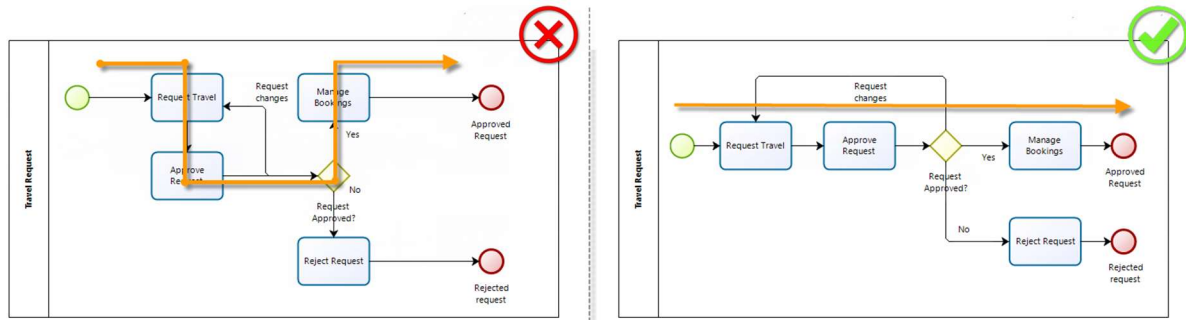 Travel Request
Request Travel
Request
changes
Manage
Bookings
Approved
Request
Yes
Approve
Request
No
Request
Approved?
Reject Request
Rejected
request
Travel Request
Request
changes
Request Travel
Approve
Request
Request
Approved?
Yes
Manage
Bookings
Approved
Request
No
Reject Request
Rejected
request